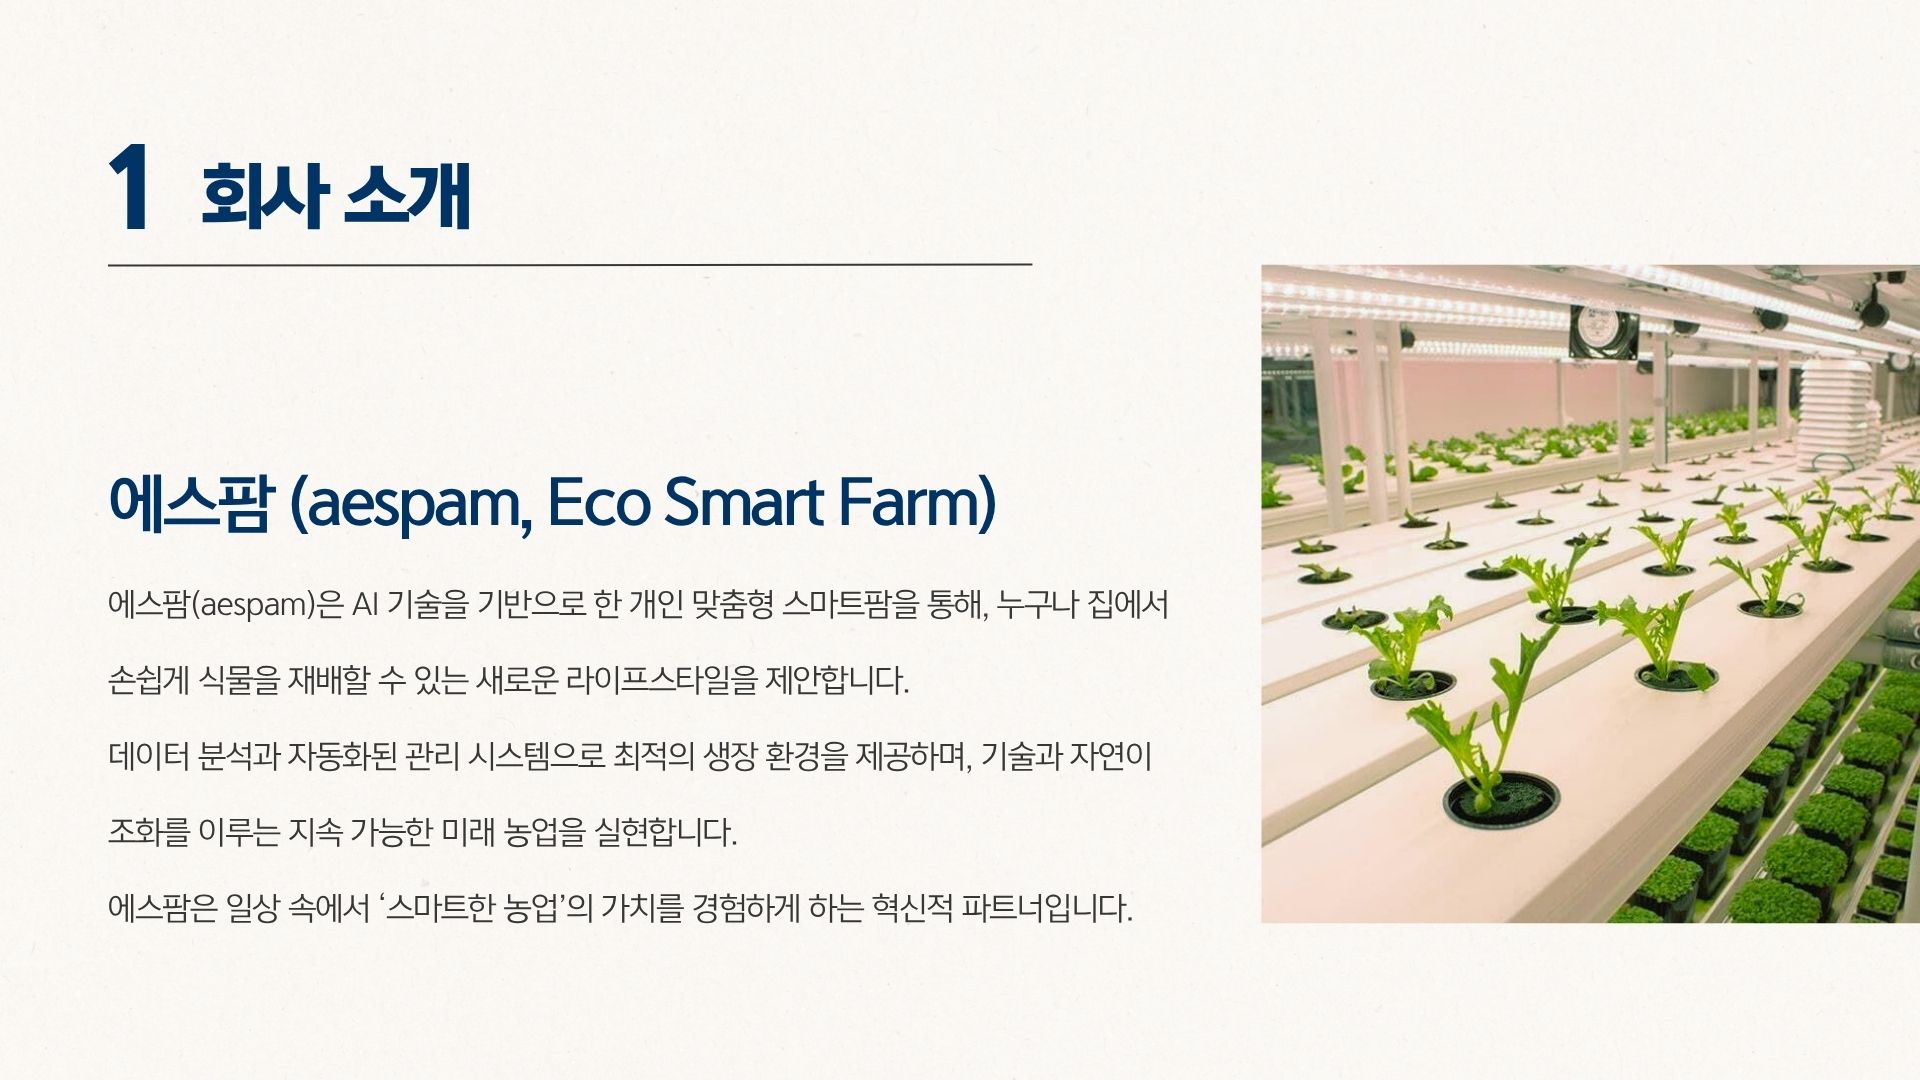 1 회사 소개
에스팜 (aespam, Eco Smart Farm)
에스팜(aespam)은 AI 기술을 기반으로 한 개인 맞춤형 스마트팜을 통해, 누구나 집에서
손쉽게 식물을 재배할 수 있는 새로운 라이프스타일을 제안합니다.
데이터 분석과 자동화된 관리 시스템으로 최적의 생장 환경을 제공하며, 기술과 자연이
조화를 이루는 지속 가능한 미래 농업을 실현합니다.
에스팜은 일상 속에서 ‘스마트한 농업’의 가치를 경험하게 하는 혁신적 파트너입니다.